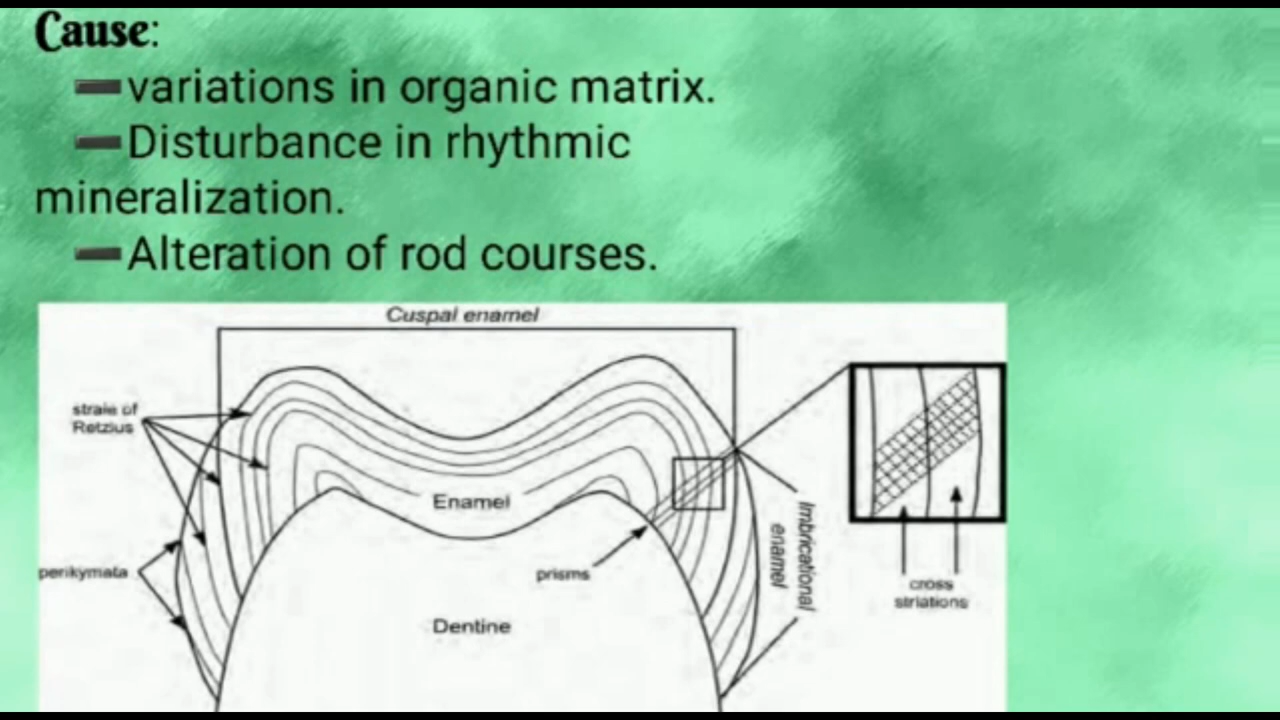 Cause:
➖variations in organic matrix.
➖Disturbance in rhythmic
mineralization.
➖Alteration of rod courses.
Cuspal enamel
straie of
Retzius
Enamel
perikymata
prisms
Dentine
Imbricational
enamel
cross
striations